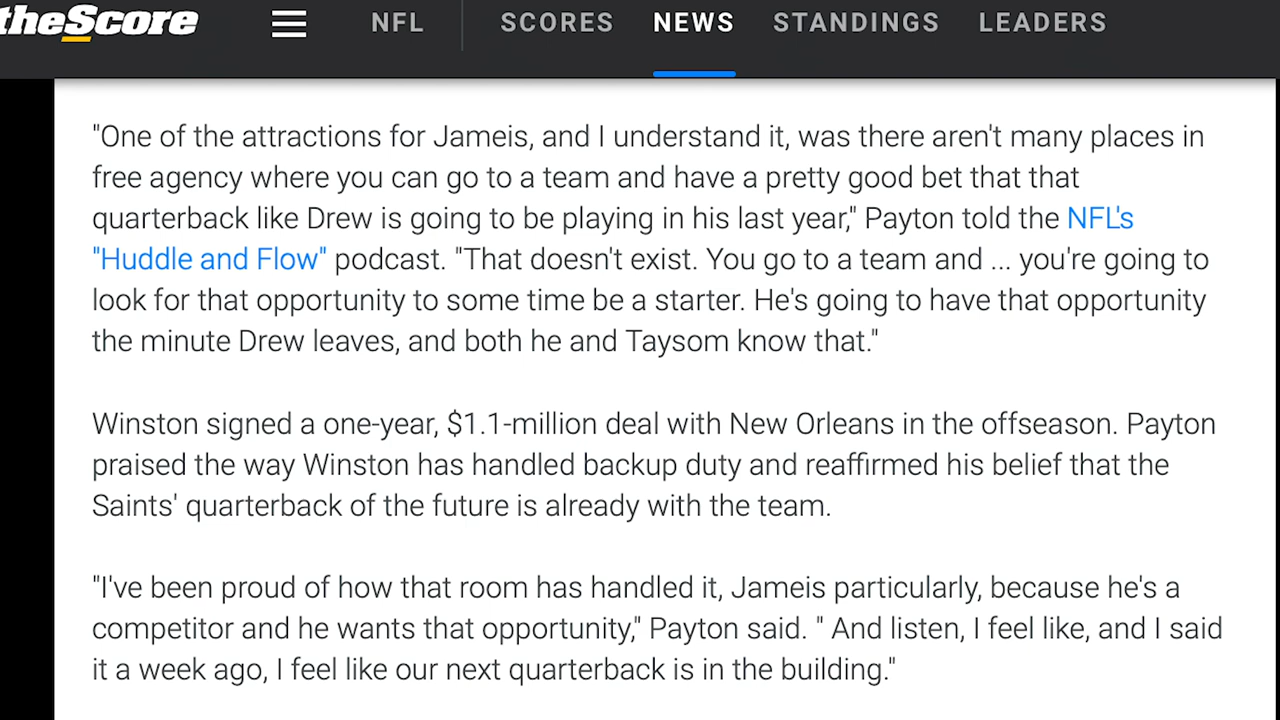 theScore NFL SCORES NEWS STANDINGS LEADERS
"One of the attractions for Jameis, and I understand it, was there aren't many places in
free agency where you can go to a team and have a pretty good bet that that
quarterback like Drew is going to be playing in his last year," Payton told the NFL's
"Huddle and Flow" podcast. "That doesn't exist. You go to a team and ... you're going to
look for that opportunity to some time be a starter. He's going to have that opportunity
the minute Drew leaves, and both he and Taysom know that."
Winston signed a one-year, $1.1-million deal with New Orleans in the offseason. Payton
praised the way Winston has handled backup duty and reaffirmed his belief that the
Saints' quarterback of the future is already with the team.
"I've been proud of how that room has handled it, Jameis particularly, because he's a
competitor and he wants that opportunity," Payton said. " And listen, I feel like, and I said
it a week ago, I feel like our next quarterback is in the building."